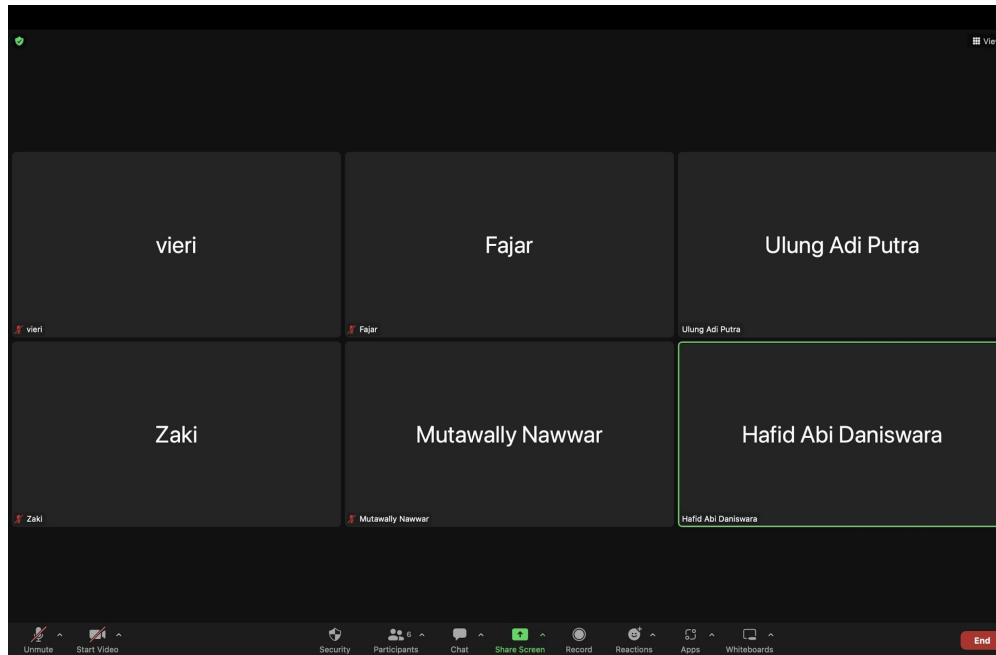 View
vieri
Fajar
Ulung Adi Putra
vieri
Fajar
Ulung Adi Putra
Zaki
Mutawally Nawwar
Hafid Abi Daniswara
Zaki
Mutawally Nawwar
Hafid Abi Daniswara
6
Unmute
Start Video
Security
Participants
Chat
Share Screen
Record
Reactions
Apps
Whiteboards
End